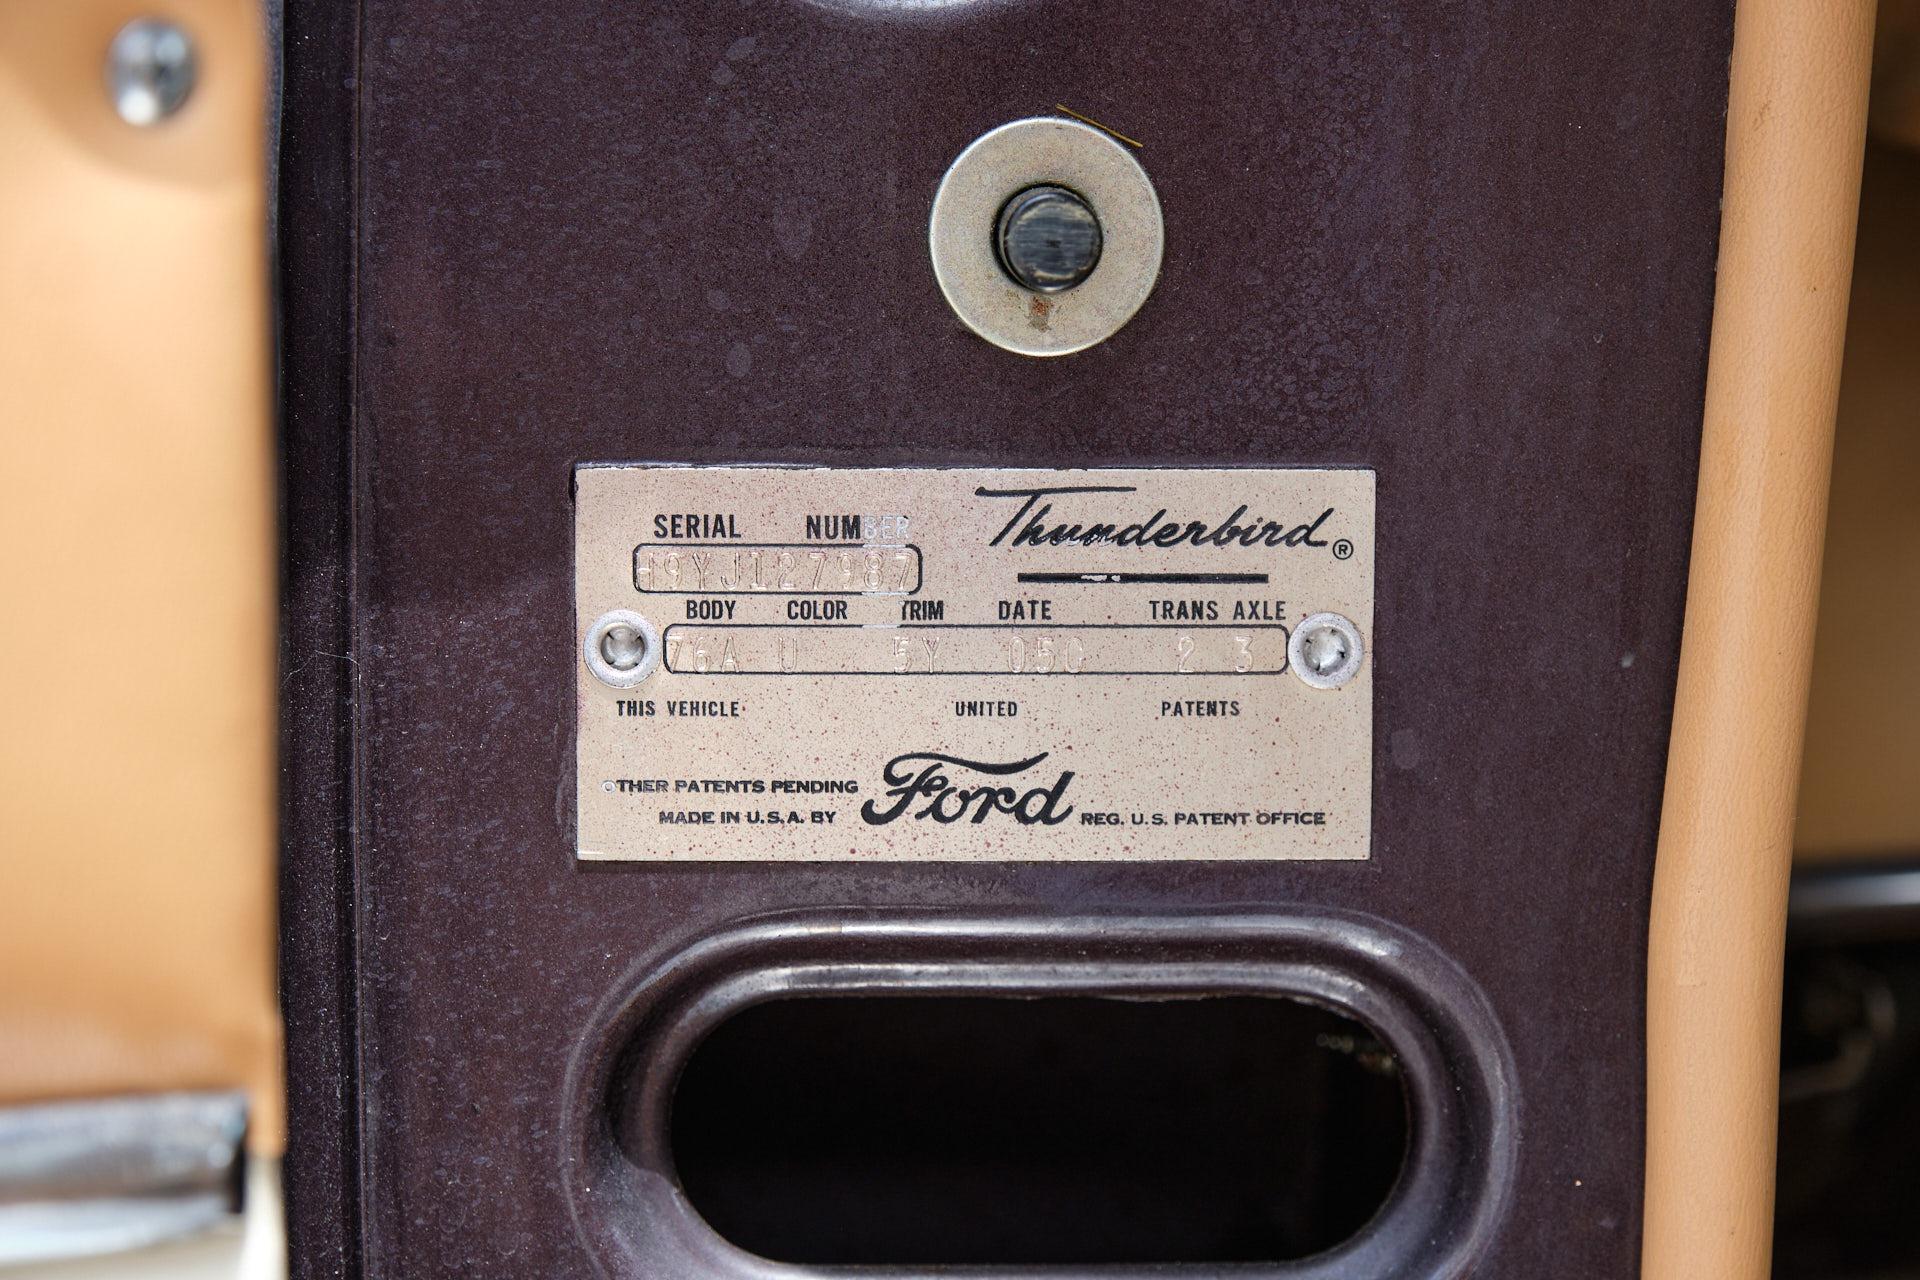 Thunderbird®
SERIAL NUMBER
H9YJ127987
BODY COLOR TRIM DATE TRANS AXLE
76A U 5Y 05C 2 3
THIS VEHICLE UNITED PATENTS
OTHER PATENTS PENDING
MADE IN U.S.A. BY Ford REG. U.S. PATENT OFFICE